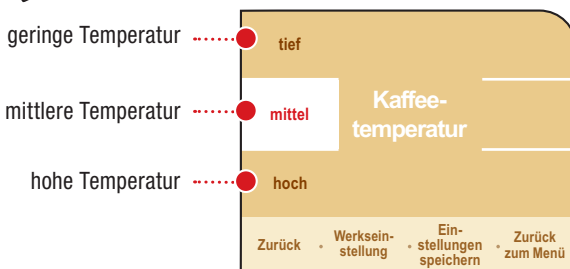 geringe Temperatur
tief
mittlere Temperatur
mittel
Kaffee-
temperatur
hohe Temperatur
hoch
Zurück
Werksein-
stellung
Ein-
stellungen
speichern
Zurück
zum Menü